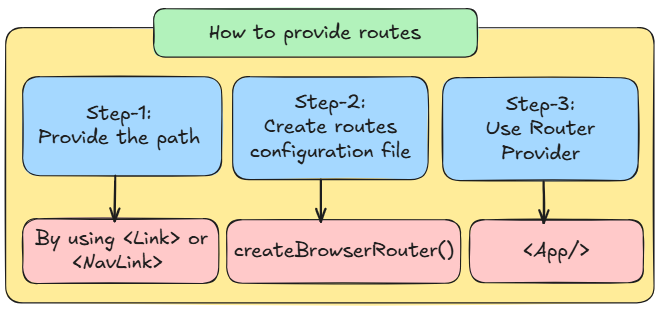 How to provide routes
Step-1:
Provide the path
Step-2:
Create routes
configuration file
Step-3:
Use Router
Provider
By using <Link> or
<NavLink>
createBrowserRouter()
<App/>